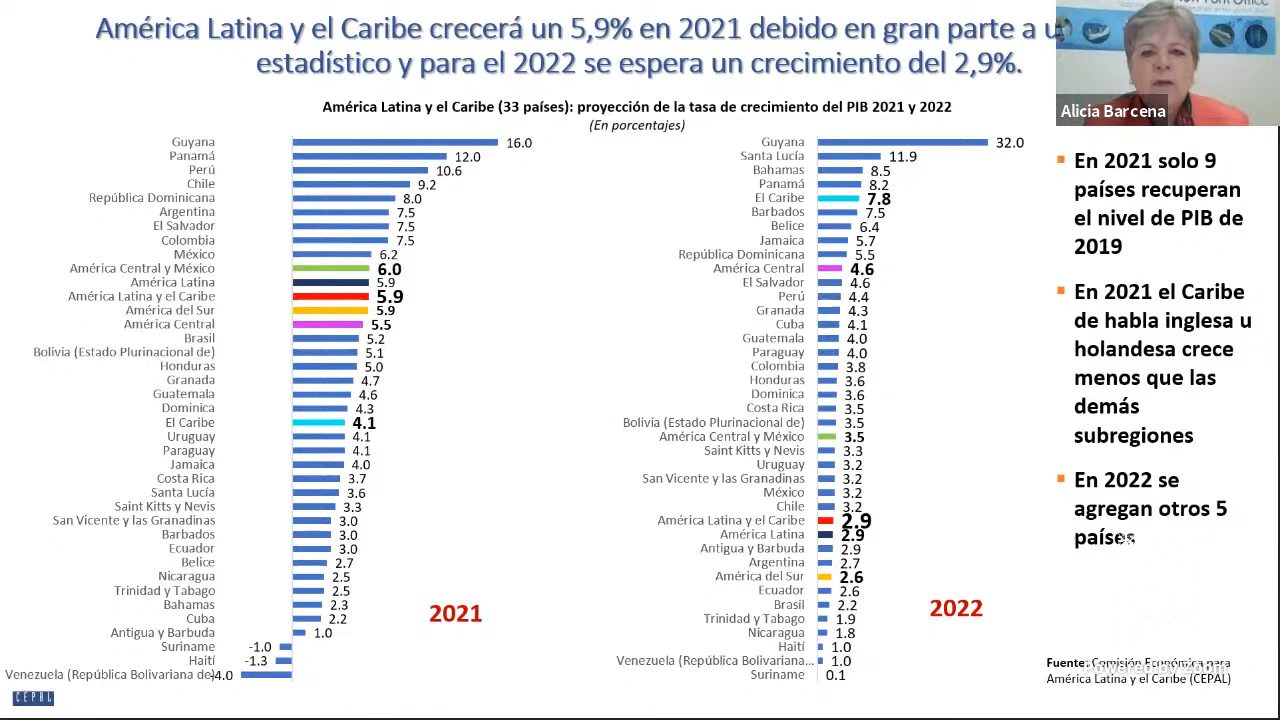 América Latina y el Caribe crecerá un 5,9% en 2021 debido en gran parte a u
estadístico y para el 2022 se espera un crecimiento del 2,9%.
Alicia Barcena
América Latina y el Caribe (33 países): proyección de la tasa de crecimiento del PIB 2021 y 2022
(En porcentajes)
Guyana 16.0
Panamá 12.0
Perú 10.6
Chile 9.2
República Dominicana 8.0
Argentina 7.5
El Salvador 7.5
Colombia 7.5
México 6.2
América Central y México 6.0
América Latina 5.9
América Latina y el Caribe 5.9
América del Sur 5.9
América Central 5.5
Brasil 5.2
Bolivia (Estado Plurinacional de) 5.1
Honduras 5.0
Granada 4.7
Guatemala 4.6
Dominica 4.3
El Caribe 4.1
Uruguay 4.1
Paraguay 4.1
Jamaica 4.0
Costa Rica 3.7
Santa Lucía 3.6
Saint Kitts y Nevis 3.3
San Vicente y las Granadinas 3.0
Barbados 3.0
Ecuador 3.0
Belice 2.7
Nicaragua 2.5
Trinidad y Tabago 2.5
Bahamas 2.3
Cuba 2.2
Antigua y Barbuda 1.0
Suriname -1.0
Haití -1.3
Venezuela (República Bolivariana de) -4.0
2021
Guyana 32.0
Santa Lucía 11.9
Bahamas 8.5
Panamá 8.2
El Caribe 7.8
Barbados 7.5
Belice 6.4
Jamaica 5.7
República Dominicana 5.5
América Central 4.6
El Salvador 4.6
Perú 4.4
Granada 4.3
Cuba 4.1
Guatemala 4.0
Paraguay 4.0
Colombia 3.8
Honduras 3.6
Dominica 3.6
Costa Rica 3.5
Bolivia (Estado Plurinacional de) 3.5
América Central y México 3.5
Saint Kitts y Nevis 3.3
Uruguay 3.2
San Vicente y las Granadinas 3.2
México 3.2
Chile 3.2
América Latina y el Caribe 2.9
América Latina 2.9
Antigua y Barbuda 2.9
Argentina 2.7
América del Sur 2.6
Ecuador 2.6
Brasil 2.2
Trinidad y Tabago 1.9
Nicaragua 1.8
Haití 1.0
Venezuela (República Bolivariana... 1.0
Suriname 0.1
2022
En 2021 solo 9
países recuperan
el nivel de PIB de
2019
En 2021 el Caribe
de habla inglesa u
holandesa crece
menos que las
demás
subregiones
En 2022 se
agregan otros 5
países
Fuente: Comisión Económica para
América Latina y el Caribe (CEPAL)
Powered by Zoom
CEPAL